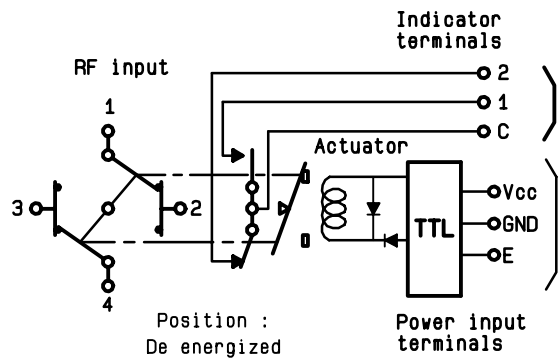 Indicator
terminals
RF input
2
1
1
C
Actuator
3
2
Vcc
TTL
GND
E
4
Position :
De energized
Power input
terminals